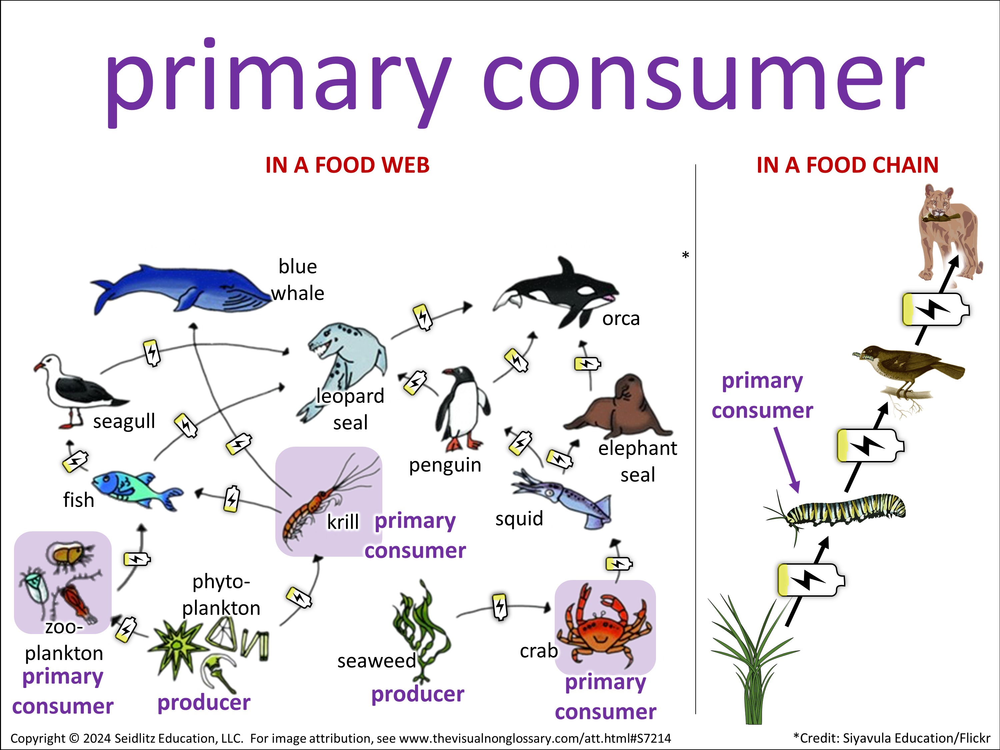 primary consumer
IN A FOOD WEB
IN A FOOD CHAIN
blue
whale
*
orca
leopard
seal
seagull
penguin
elephant
seal
fish
krill
primary
consumer
squid
phyto-
plankton
zoo-
plankton
primary
consumer
producer
seaweed
producer
crab
primary
consumer
primary
consumer
Copyright © 2024 Seidlitz Education, LLC.  For image attribution, see www.thevisualnonglossary.com/att.html#S7214
*Credit: Siyavula Education/Flickr